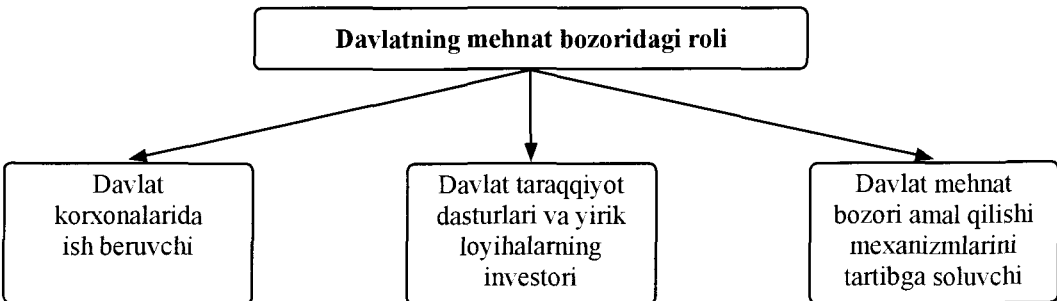 Davlatning mehnat bozoridagi roli
Davlat
korxonalarida
ish beruvchi
Davlat taraqqiyot
dasturlari va yirik
loyihalarning
investori
Davlat mehnat
bozori amal qilishi
mexanizmlarini
tartibga soluvchi